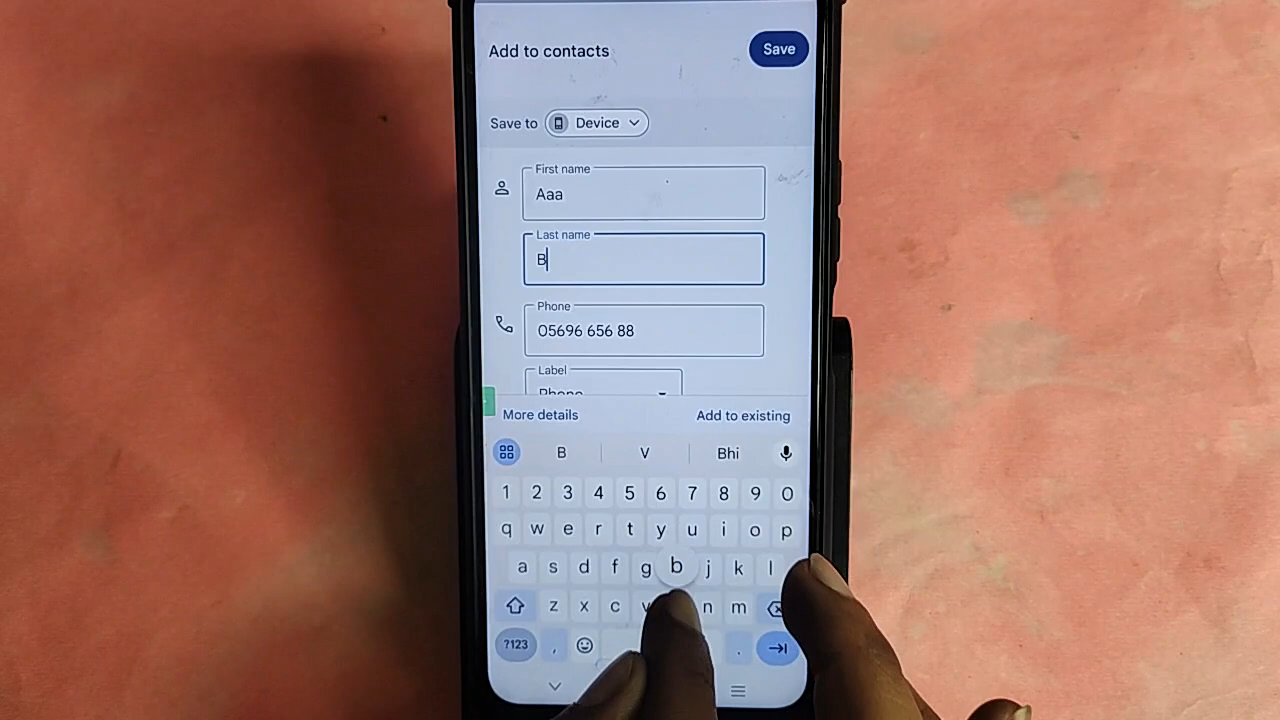 Add to contacts Save
Save to Device
First name
Aaa
Last name
B
Phone
05696 656 88
Label
Phone
More details Add to existing
B V Bhi
1 2 3 4 5 6 7 8 9 0
q w e r t y u i o p
a s d f g b j k l
z x c v n m
?123 , .